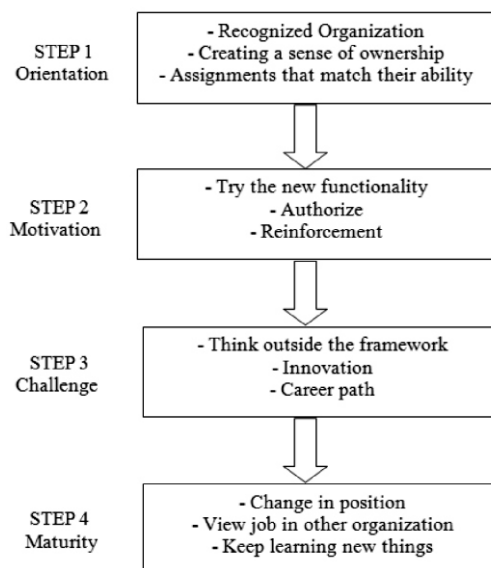 STEP 1
Orientation
- Recognized Organization
- Creating a sense of ownership
- Assignments that match their ability
STEP 2
Motivation
- Try the new functionality
- Authorize
- Reinforcement
STEP 3
Challenge
- Think outside the framework
- Innovation
- Career path
STEP 4
Maturity
- Change in position
- View job in other organization
- Keep learning new things